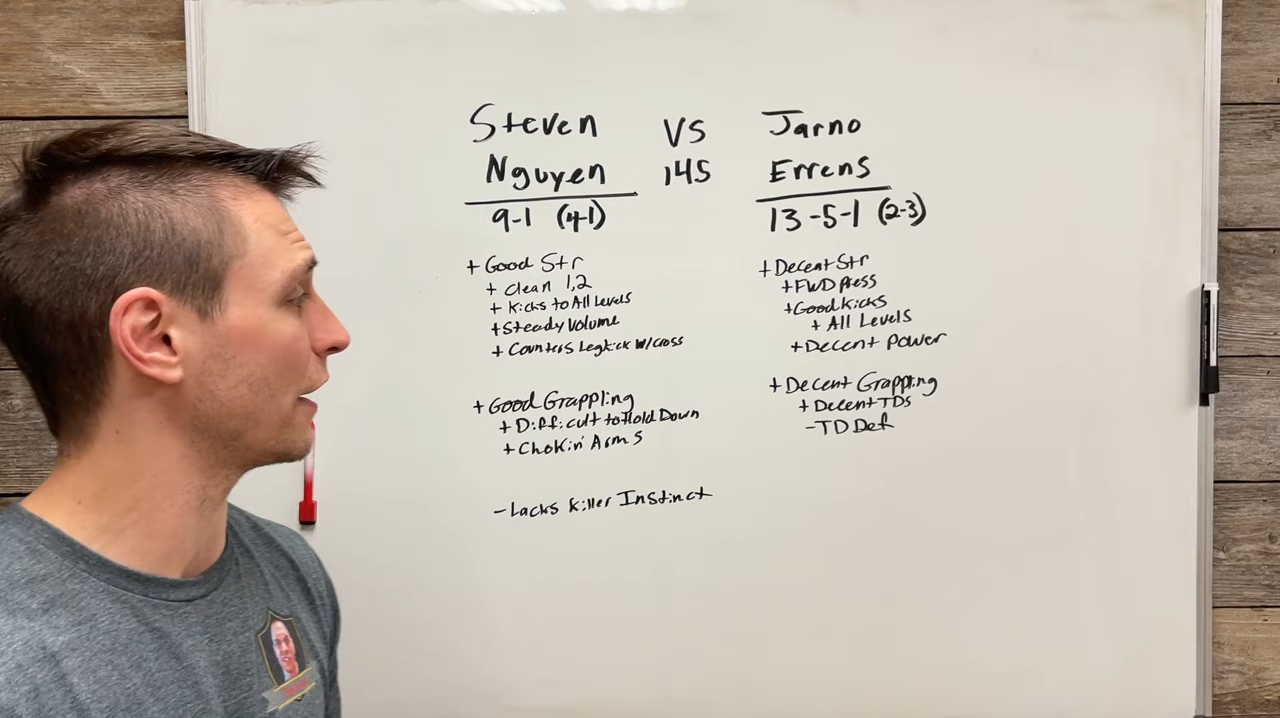 Steven
Nguyen
9-1 (4-1)
+ Good Str
+ Clean 1,2
+ Kicks to All Levels
+ Steady Volume
+ Counters Legkick w/cross
+ Good Grappling
+ Difficult to Hold Down
+ Chokin' Arms
- Lacks Killer Instinct
VS
145
Jarno
Errens
13-5-1 (2-3)
+ Decent Str
+ FWD press
+ Good Kicks
+ All Levels
+ Decent Power
+ Decent Grappling
+ Decent TDs
- TD Def